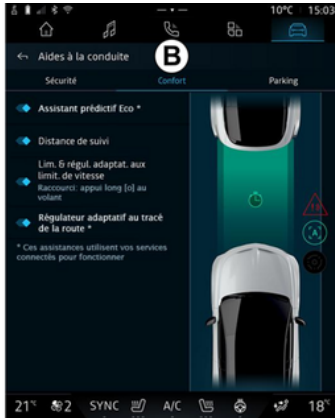 10°C 15:03
Aides à la conduite
B
Sécurité Confort Parking
Assistant prédictif Eco *
Distance de suivi
Lim. & régul. adaptat. aux
limit. de vitesse
Raccourci: appui long [o] au
volant
Régulateur adaptatif au tracé
de la route *
* Ces assistances utilisent vos services
connectés pour fonctionner
21°C 2 SYNC A/C 18°C